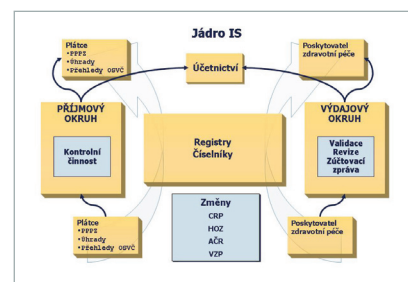 Jádro IS
Plátce
•PPPZ
•Úhrady
•Přehledy OSVČ
Účetnictví
Poskytovatel
zdravotní péče
PŘÍJMOVÝ
OKRUH
Kontrolní
činnost
Registry
Číselníky
VÝDAJOVÝ
OKRUH
Validace
Revize
Zúčtovací
zpráva
Plátce
•PPPZ
•Úhrady
•Přehledy OSVČ
Změny
CRP
HOZ
AČR
VZP
Poskytovatel
zdravotní péče